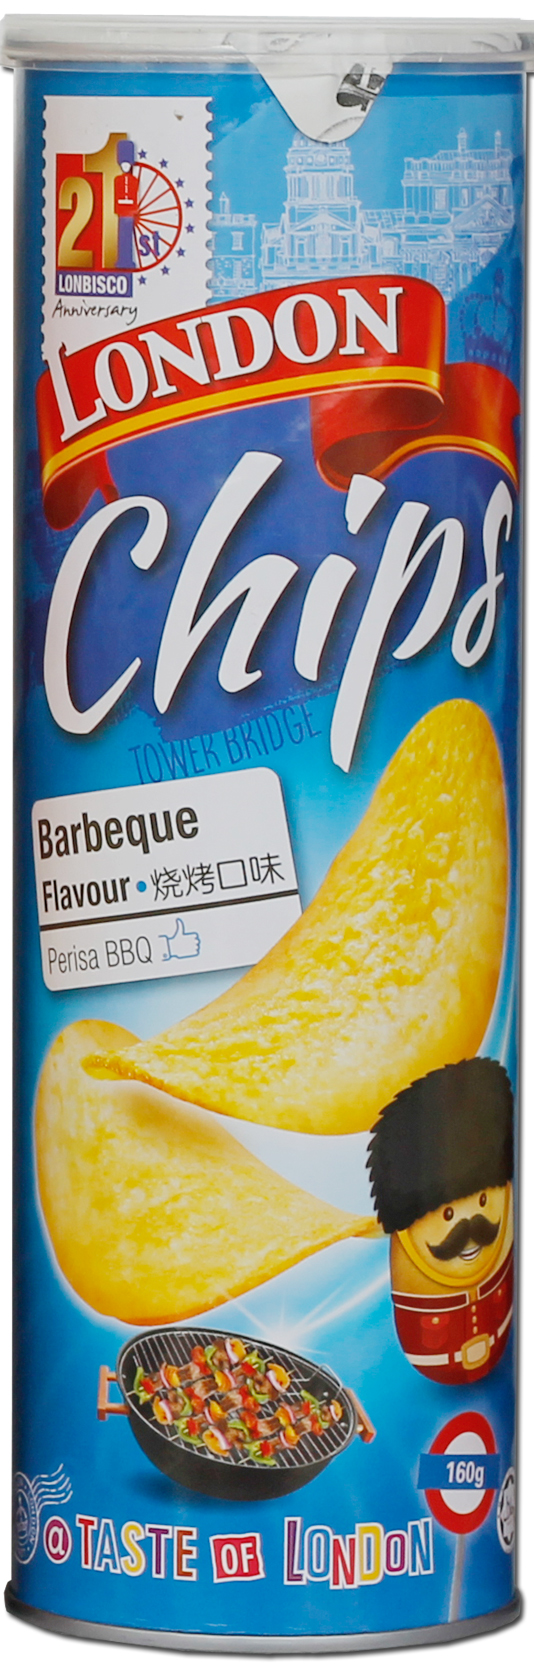 21st
LONBISCO
Anniversary
LONDON
Chips
TOWER BRIDGE
Barbeque
Flavour • 烧烤口味
Perisa BBQ
160g
@ TASTE OF LONDON